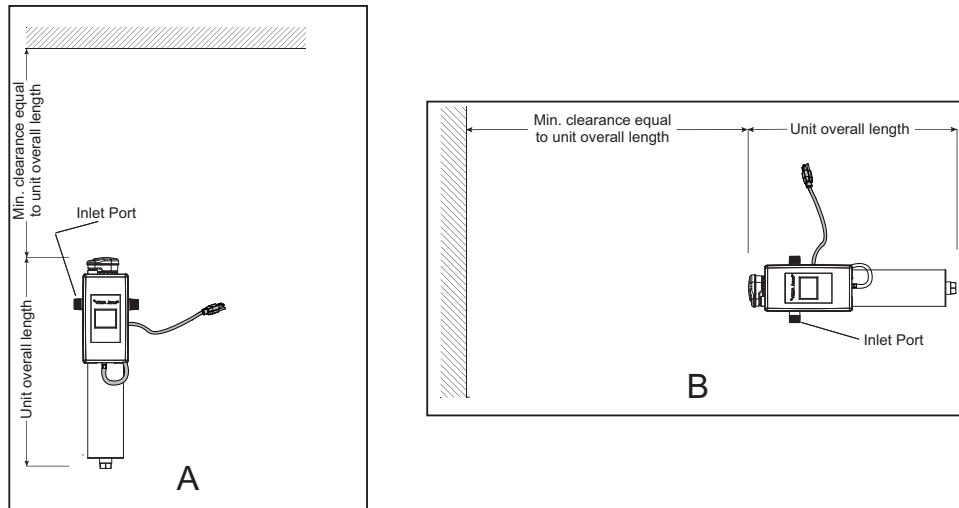 Min. clearance equal
to unit overall length
Inlet Port
Unit overall length
A
Min. clearance equal
to unit overall length
Unit overall length
Inlet Port
B